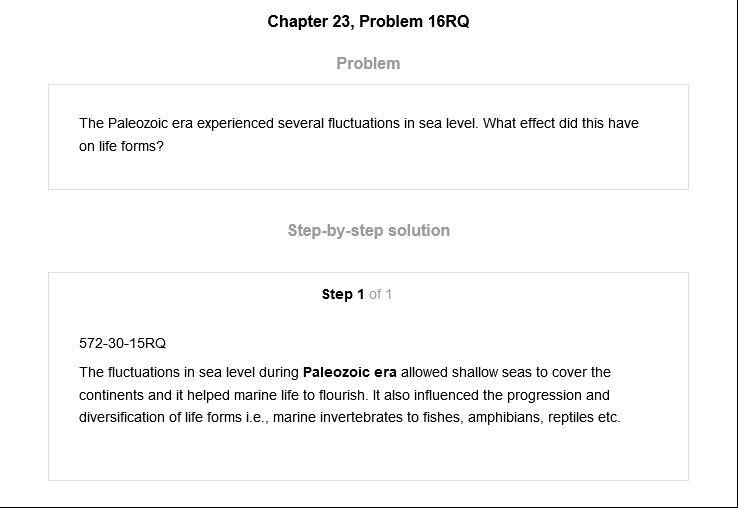 Chapter 23, Problem 16RQ
Problem
The Paleozoic era experienced several fluctuations in sea level. What effect did this have
on life forms?
Step-by-step solution
Step 1 of 1
572-30-15RQ
The fluctuations in sea level during Paleozoic era allowed shallow seas to cover the
continents and it helped marine life to flourish. It also influenced the progression and
diversification of life forms i.e., marine invertebrates to fishes, amphibians, reptiles etc.